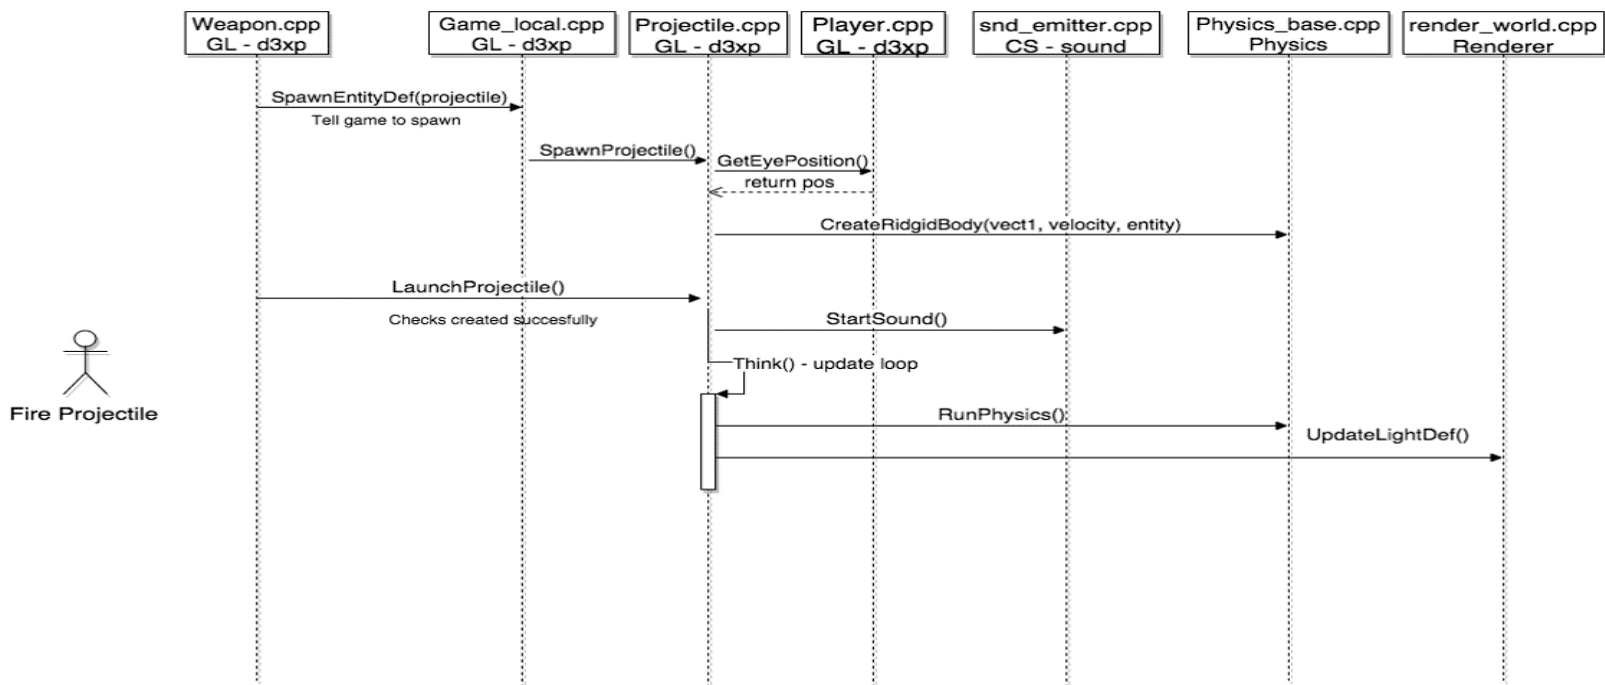 Weapon.cpp
GL - d3xp
Game_local.cpp
GL - d3xp
Projectile.cpp
GL - d3xp
Player.cpp
GL - d3xp
snd_emitter.cpp
CS - sound
Physics_base.cpp
Physics
render_world.cpp
Renderer
SpawnEntityDef(projectile)
Tell game to spawn
SpawnProjectile()
GetEyePosition()
return pos
CreateRidgidBody(vect1, velocity, entity)
LaunchProjectile()
Checks created succesfully
StartSound()
Think() - update loop
Fire Projectile
RunPhysics()
UpdateLightDef()